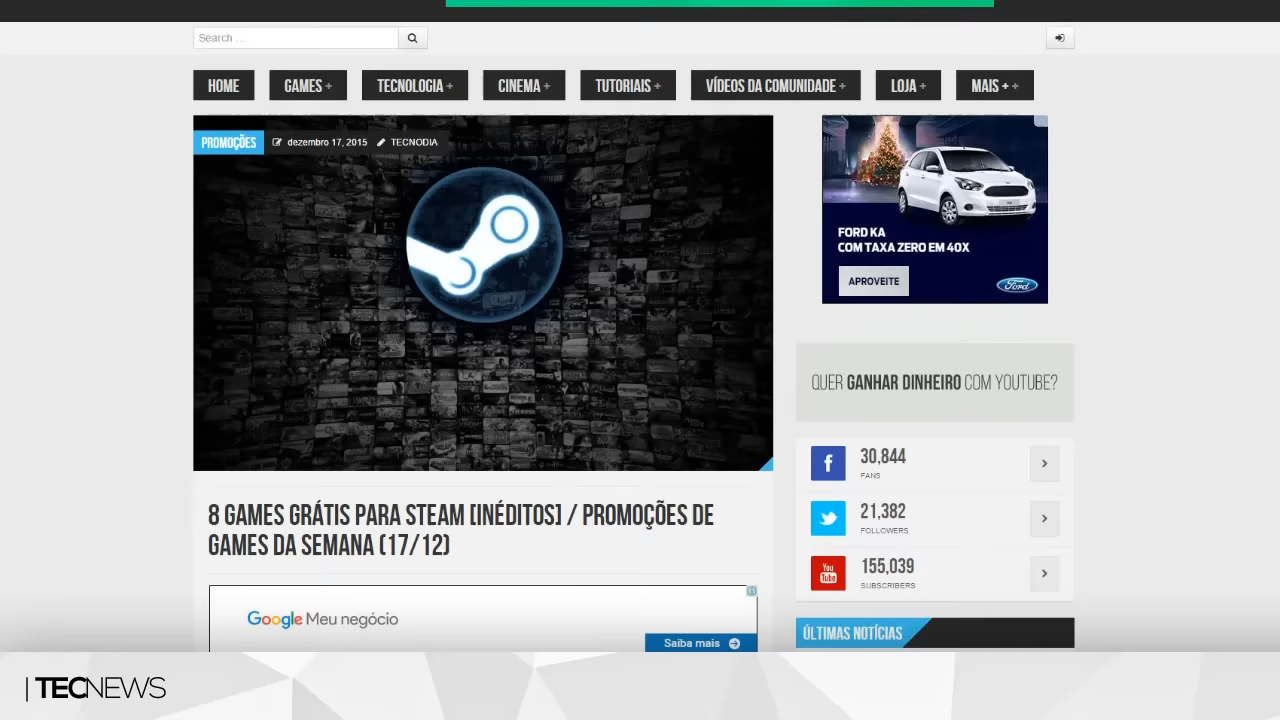 Search ...
HOME
GAMES +
TECNOLOGIA +
CINEMA +
TUTORIAIS +
VÍDEOS DA COMUNIDADE +
LOJA +
MAIS + +
PROMOÇÕES
dezembro 17, 2015
TECNODIA
FORD KA
COM TAXA ZERO EM 40X
APROVEITE
Ford
QUER GANHAR DINHEIRO COM YOUTUBE?
f
30,844
FANS
21,382
FOLLOWERS
You
Tube
155,039
SUBSCRIBERS
8 GAMES GRÁTIS PARA STEAM [INÉDITOS] / PROMOÇÕES DE
GAMES DA SEMANA (17/12)
Google Meu negócio
Saiba mais
ÚLTIMAS NOTÍCIAS
| TECNEWS